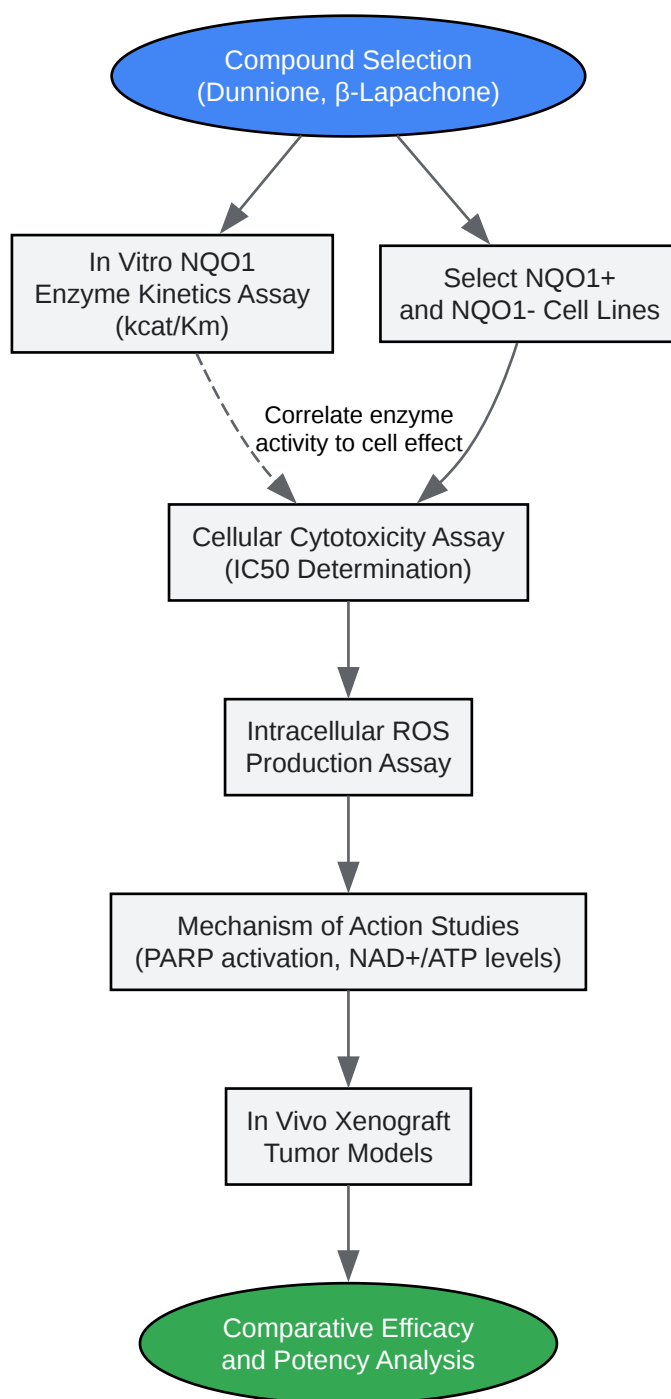 Compound Selection
(Dunnione, β-Lapachone)
In Vitro NQO1
Enzyme Kinetics Assay
(kcat/Km)
Select NQO1+
and NQO1- Cell Lines
Correlate enzyme
activity to cell effect
Cellular Cytotoxicity Assay
(IC50 Determination)
Intracellular ROS
Production Assay
Mechanism of Action Studies
(PARP activation, NAD+/ATP levels)
In Vivo Xenograft
Tumor Models
Comparative Efficacy
and Potency Analysis